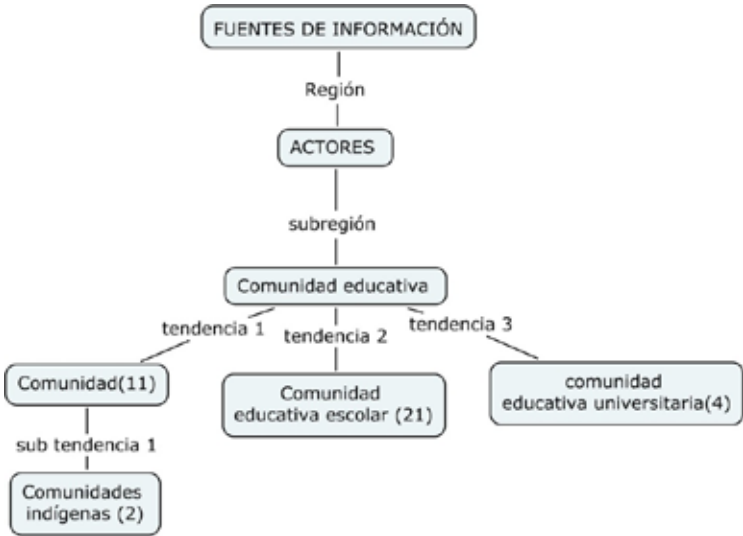 FUENTES DE INFORMACIÓN
Región
ACTORES
subregión
Comunidad educativa
tendencia 1
tendencia 2
tendencia 3
Comunidad(11)
Comunidad
educativa escolar (21)
comunidad
educativa universitaria(4)
sub tendencia 1
Comunidades
indígenas (2)